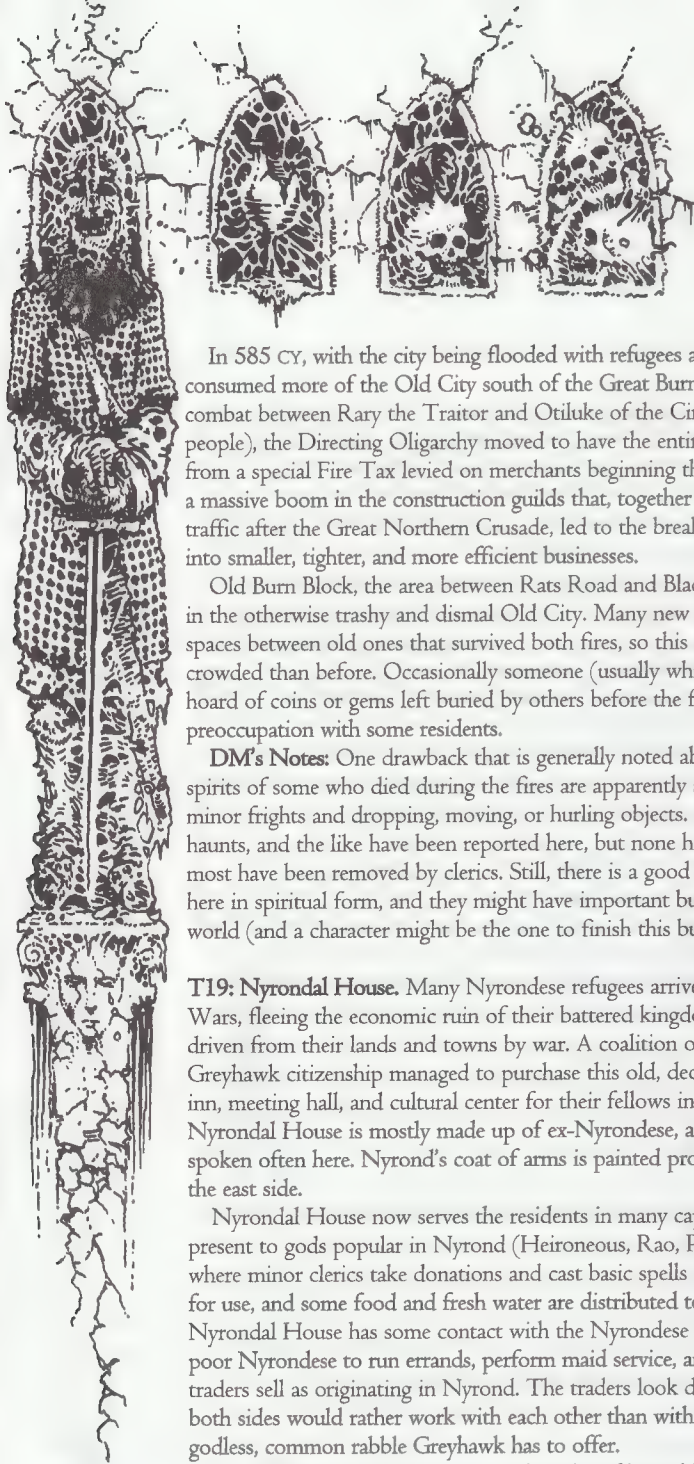 In 585 CY, with the city being flooded with refugees a
consumed more of the Old City south of the Great Burn
combat between Rary the Traitor and Otiluke of the Cir
people), the Directing Oligarchy moved to have the entir
from a special Fire Tax levied on merchants beginning th
a massive boom in the construction guilds that, together
traffic after the Great Northern Crusade, led to the breal
into smaller, tighter, and more efficient businesses.
Old Burn Block, the area between Rats Road and Blac
in the otherwise trashy and dismal Old City. Many new
spaces between old ones that survived both fires, so this
crowded than before. Occasionally someone (usually whi
hoard of coins or gems left buried by others before the f
preoccupation with some residents.
DM's Notes: One drawback that is generally noted ab
spirits of some who died during the fires are apparently
minor frights and dropping, moving, or hurling objects.
haunts, and the like have been reported here, but none h
most have been removed by clerics. Still, there is a good
here in spiritual form, and they might have important bu
world (and a character might be the one to finish this bu
T19: Nyrondal House. Many Nyrondese refugees arrive
Wars, fleeing the economic ruin of their battered kingdo
driven from their lands and towns by war. A coalition o
Greyhawk citizenship managed to purchase this old, dec
inn, meeting hall, and cultural center for their fellows in
Nyrondal House is mostly made up of ex-Nyrondese, a
spoken often here. Nyrond's coat of arms is painted pro
the east side.
Nyrondal House now serves the residents in many cap
present to gods popular in Nyrond (Heironeous, Rao, P
where minor clerics take donations and cast basic spells
for use, and some food and fresh water are distributed to
Nyrondal House has some contact with the Nyrondese
poor Nyrondese to run errands, perform maid service, an
traders sell as originating in Nyrond. The traders look d
both sides would rather work with each other than with
godless, common rabble Greyhawk has to offer.